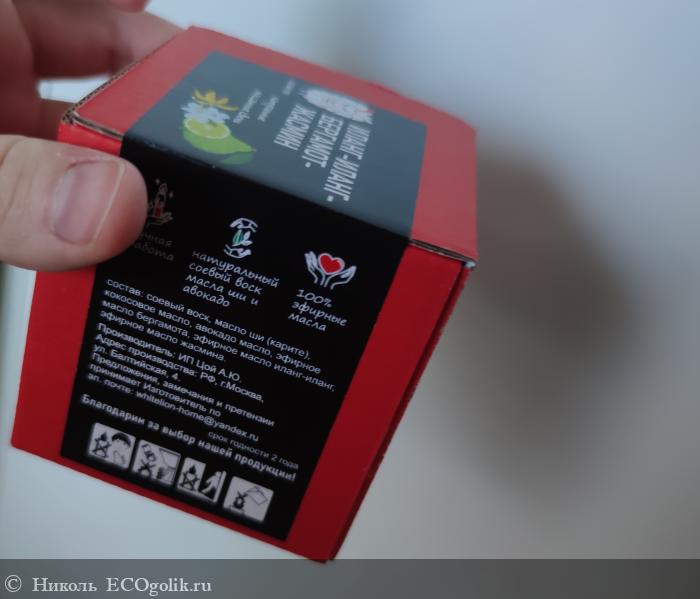 ИЛАНГ-ИЛАНГ-
БЕРГАМОТ-
ЖАСМИН
натуральный
соевый воск
масла ши и
авокадо
100%
эфирные
масла
состав: соевый воск, масло ши (карите),
кокосовое масло, авокадо масло, эфирное
масло бергамота, эфирное масло иланг-иланг,
эфирное масло жасмина.
Производитель: ИП Цой А.Ю.
Адрес производства: РФ, г.Москва,
ул. Балтийская, 4.
Предложения, замечания и претензии
принимает Изготовитель по
эл. почте: whitelion-home@yandex.ru
срок годности 2 года
Благодарим за выбор нашей продукции!
© Николь ECOgolik.ru